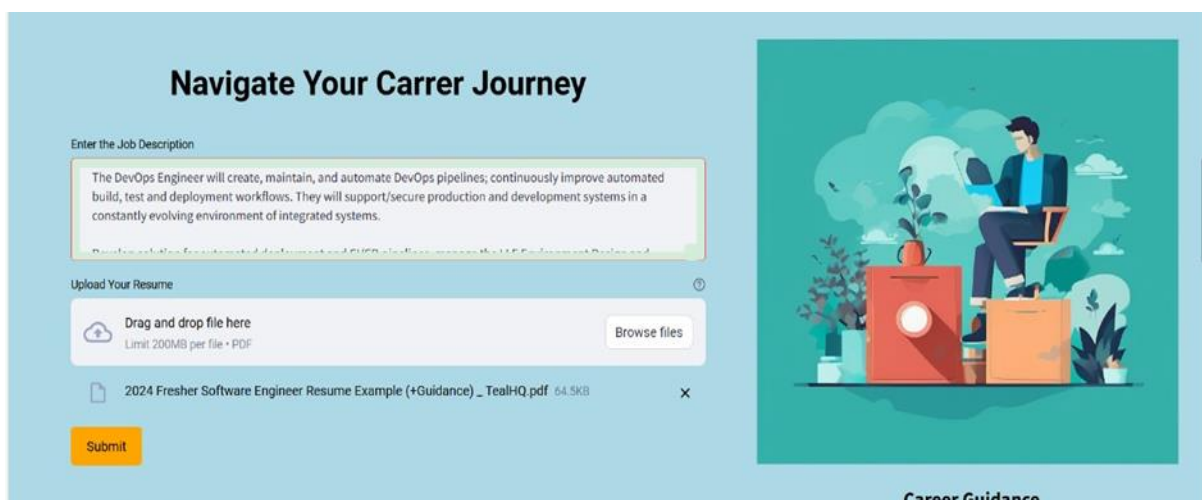 Navigate Your Carrer Journey
Enter the Job Description
The DevOps Engineer will create, maintain, and automate DevOps pipelines; continuously improve automated
build, test and deployment workflows. They will support/secure production and development systems in a
constantly evolving environment of integrated systems.
Upload Your Resume
Drag and drop file here
Limit 200MB per file • PDF
Browse files
2024 Fresher Software Engineer Resume Example (+Guidance) _ TealHQ.pdf 64.5KB
Submit
Career Guidance